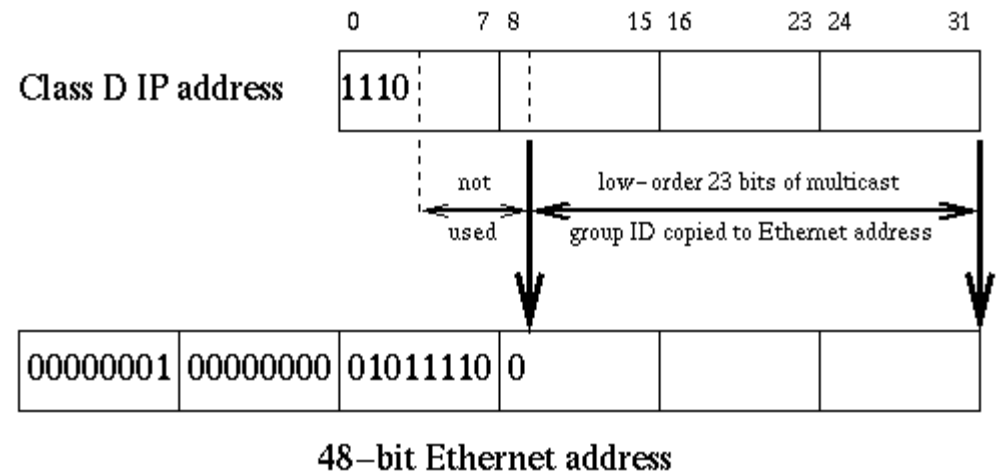 0 7 8 15 16 23 24 31
Class D IP address 1110
not low-order 23 bits of multicast
used group ID copied to Ethernet address
00000001 00000000 01011110 0
48-bit Ethernet address